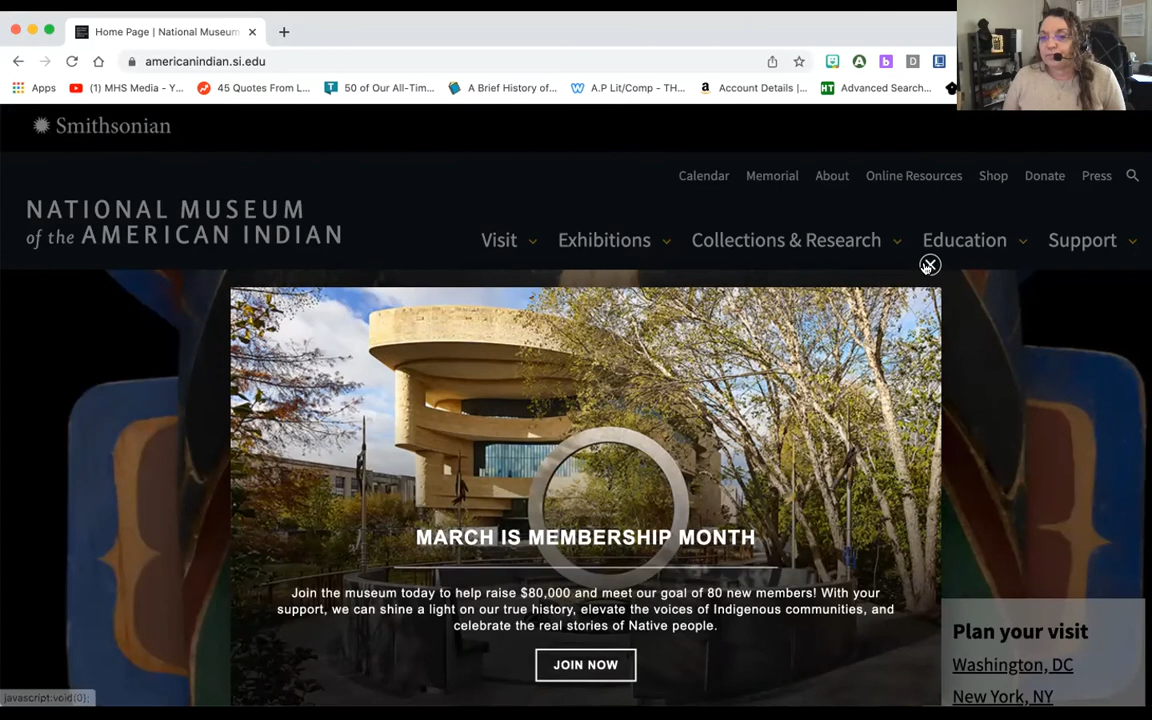 Home Page | National Museum
americanindian.si.edu
Apps
(1) MHS Media - Y...
45 Quotes From L...
50 of Our All-Tim...
A Brief History of...
A.P Lit/Comp - TH...
Account Details |...
Advanced Search...
Smithsonian
Calendar Memorial About Online Resources Shop Donate Press
NATIONAL MUSEUM
of the AMERICAN INDIAN
Visit Exhibitions Collections & Research Education Support
MARCH IS MEMBERSHIP MONTH
Join the museum today to help raise $80,000 and meet our goal of 80 new members! With your
support, we can shine a light on our true history, elevate the voices of Indigenous communities, and
celebrate the real stories of Native people.
JOIN NOW
Plan your visit
Washington, DC
New York, NY
javascript:void(0);